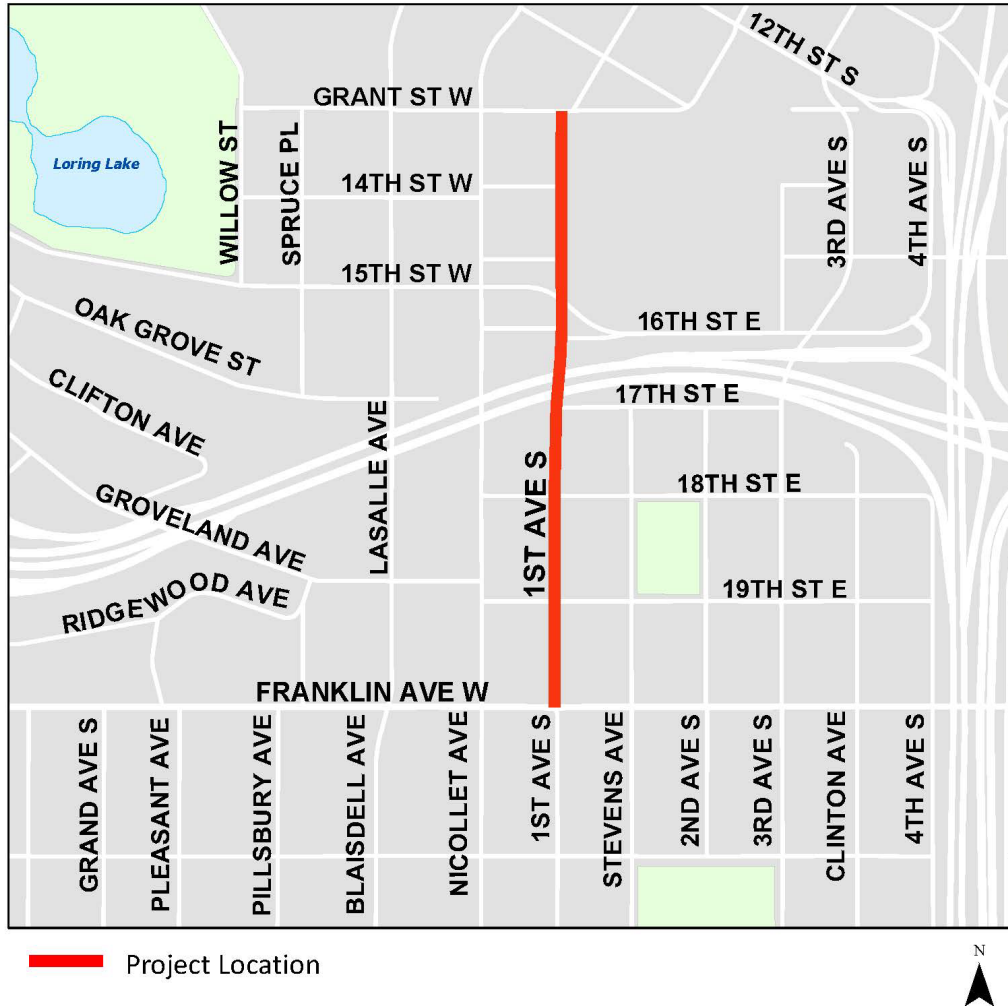 12TH ST S
GRANT ST W
WILLOW ST
SPRUCE PL
Loring Lake
14TH ST W
3RD AVE S
4TH AVE S
15TH ST W
OAK GROVE ST
16TH ST E
CLIFTON AVE
17TH ST E
LASALLE AVE
1ST AVE S
18TH ST E
GROVELAND AVE
RIDGEWOOD AVE
19TH ST E
FRANKLIN AVE W
GRAND AVE S
PLEASANT AVE
PILLSBURY AVE
BLAISDELL AVE
NICOLLET AVE
1ST AVE S
STEVENS AVE
2ND AVE S
3RD AVE S
CLINTON AVE
4TH AVE S
Project Location
N